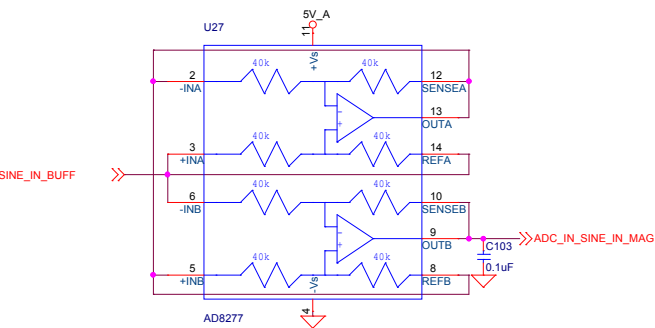 5V_A
U27
11
+Vs
40k
40k
2
12
-INA
SENSEA
13
OUTA
40k
40k
3
14
+INA
REFA
SINE_IN_BUFF
40k
40k
6
10
-INB
SENSEB
9
ADC_IN_SINE_IN_MAG
OUTB
C103
40k
40k
5
8
0.1uF
+INB
REFB
-Vs
4
AD8277